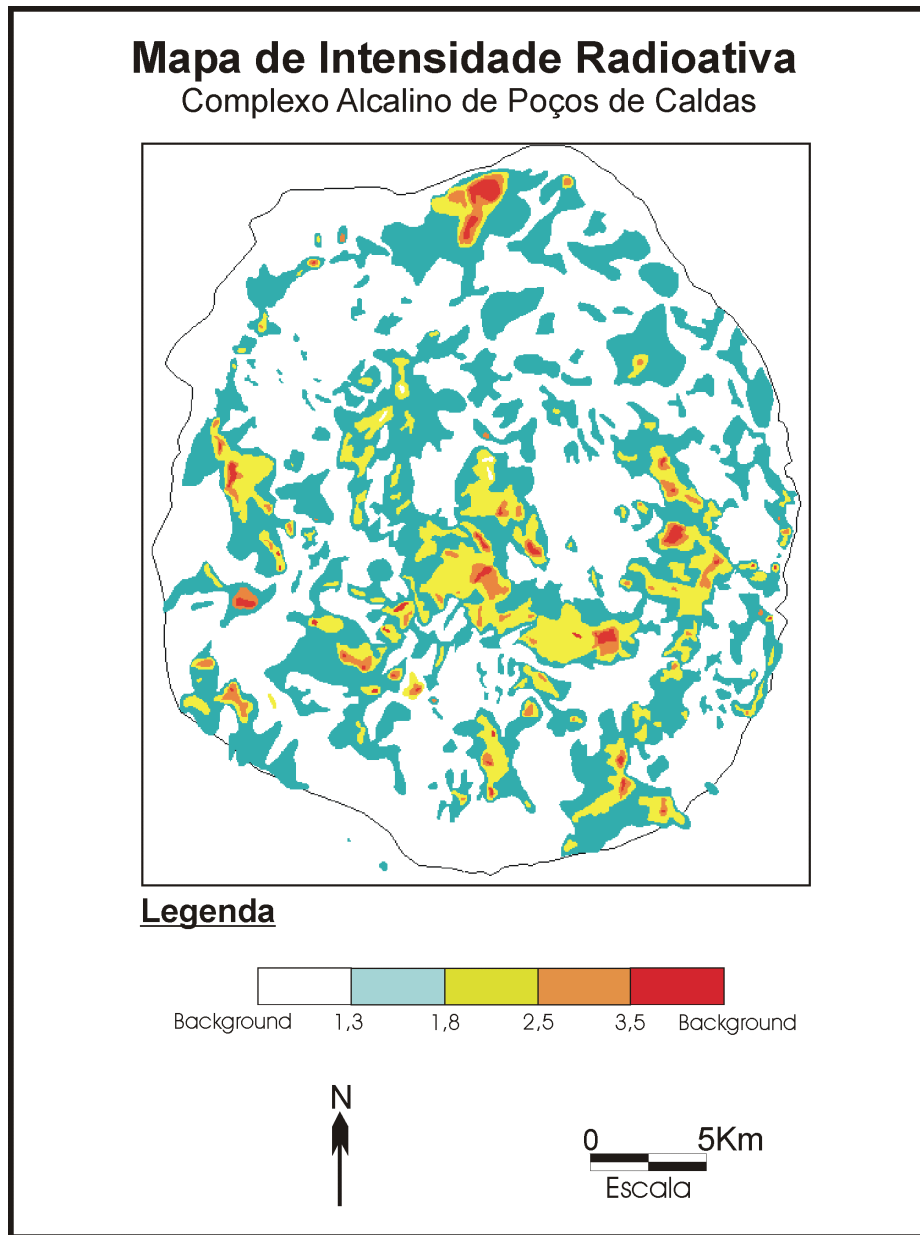 Mapa de Intensidade Radioativa
Complexo Alcalino de Poços de Caldas
Legenda
Background 1,3 1,8 2,5 3,5 Background
N
0 5Km
Escala